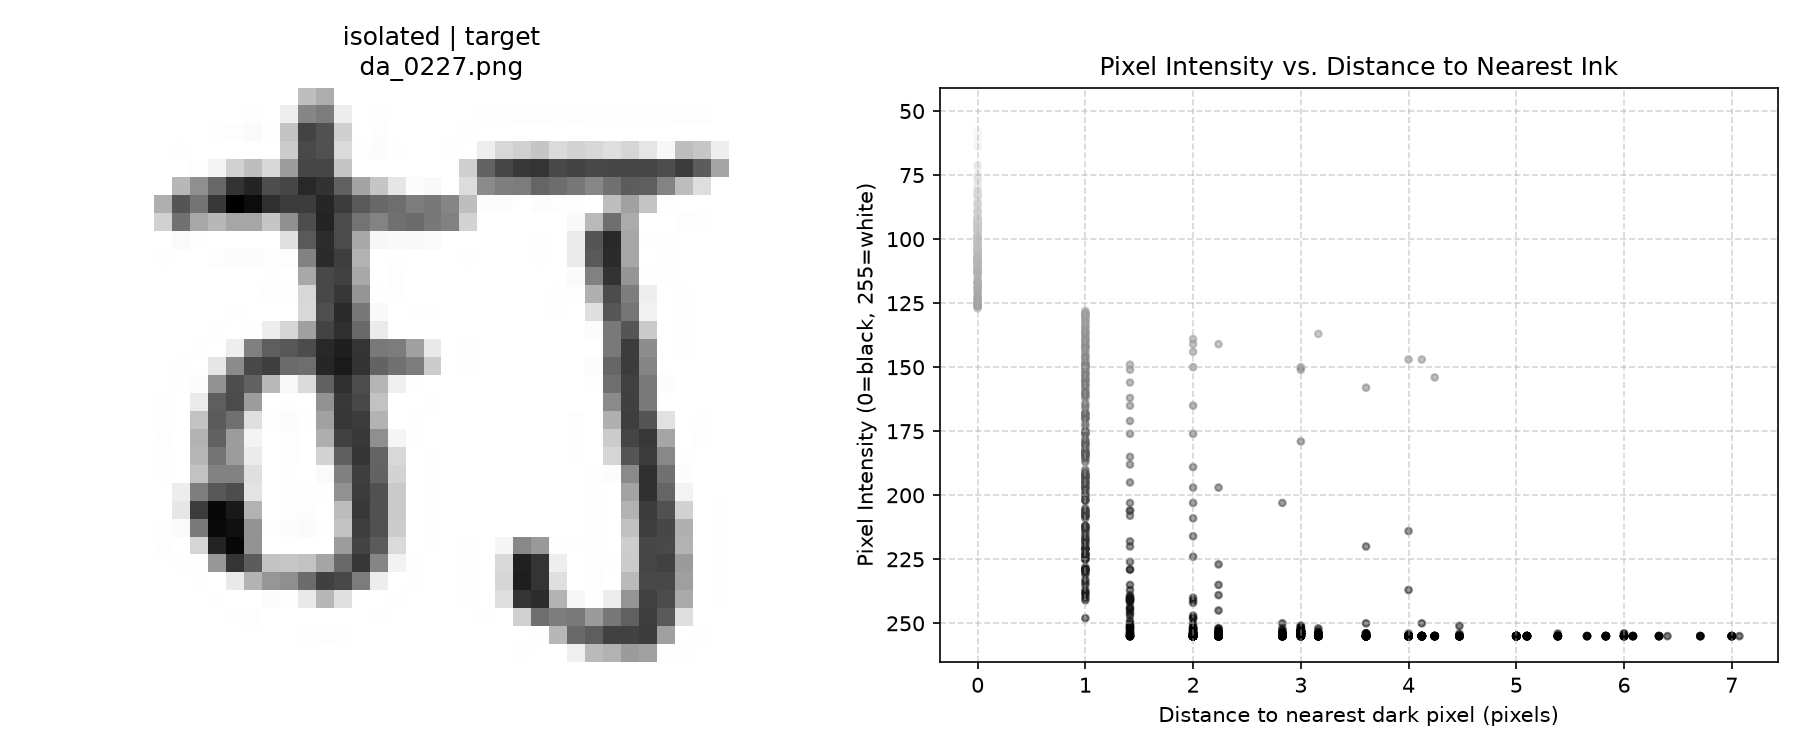 isolated | target
da_0227.png
Pixel Intensity vs. Distance to Nearest Ink
Pixel Intensity (0=black, 255=white)
50
75
100
125
150
175
200
225
250
0 1 2 3 4 5 6 7
Distance to nearest dark pixel (pixels)